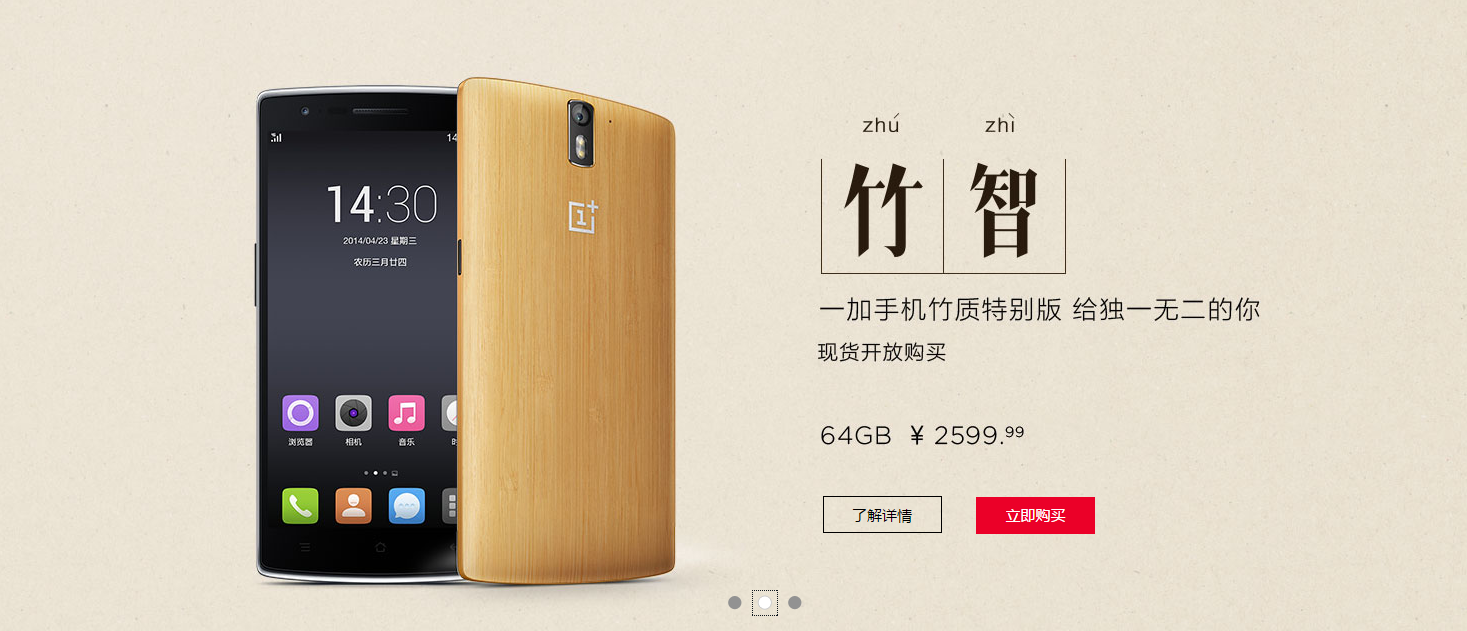 14
14:30
2014/04/23 星期三
农历三月廿四
浏览器
相机
音乐
时
1+
zhú zhì
竹智
一加手机竹质特别版 给独一无二的你
现货开放购买
64GB ¥ 2599.99
了解详情
立即购买